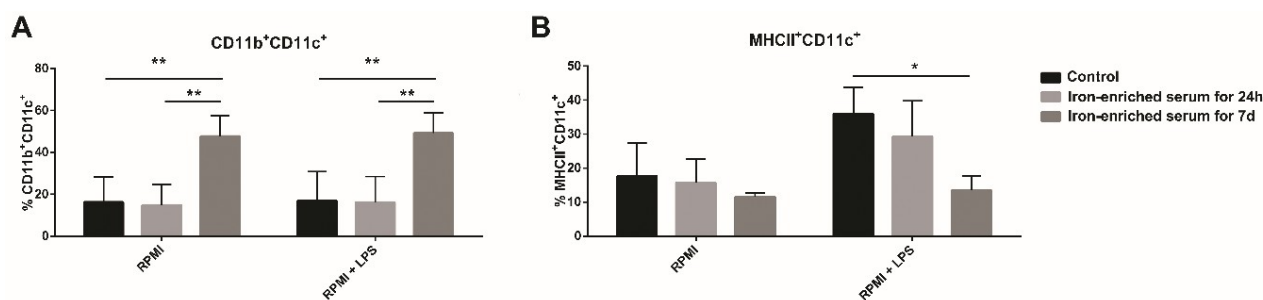 A
CD11b⁺CD11c⁺
% CD11b⁺CD11c⁺
80
60
40
20
0
**
**
**
**
RPMI
RPMI + LPS
B
MHCII⁺CD11c⁺
% MHCII⁺CD11c⁺
50
40
30
20
10
0
*
RPMI
RPMI + LPS
Control
Iron-enriched serum for 24h
Iron-enriched serum for 7d